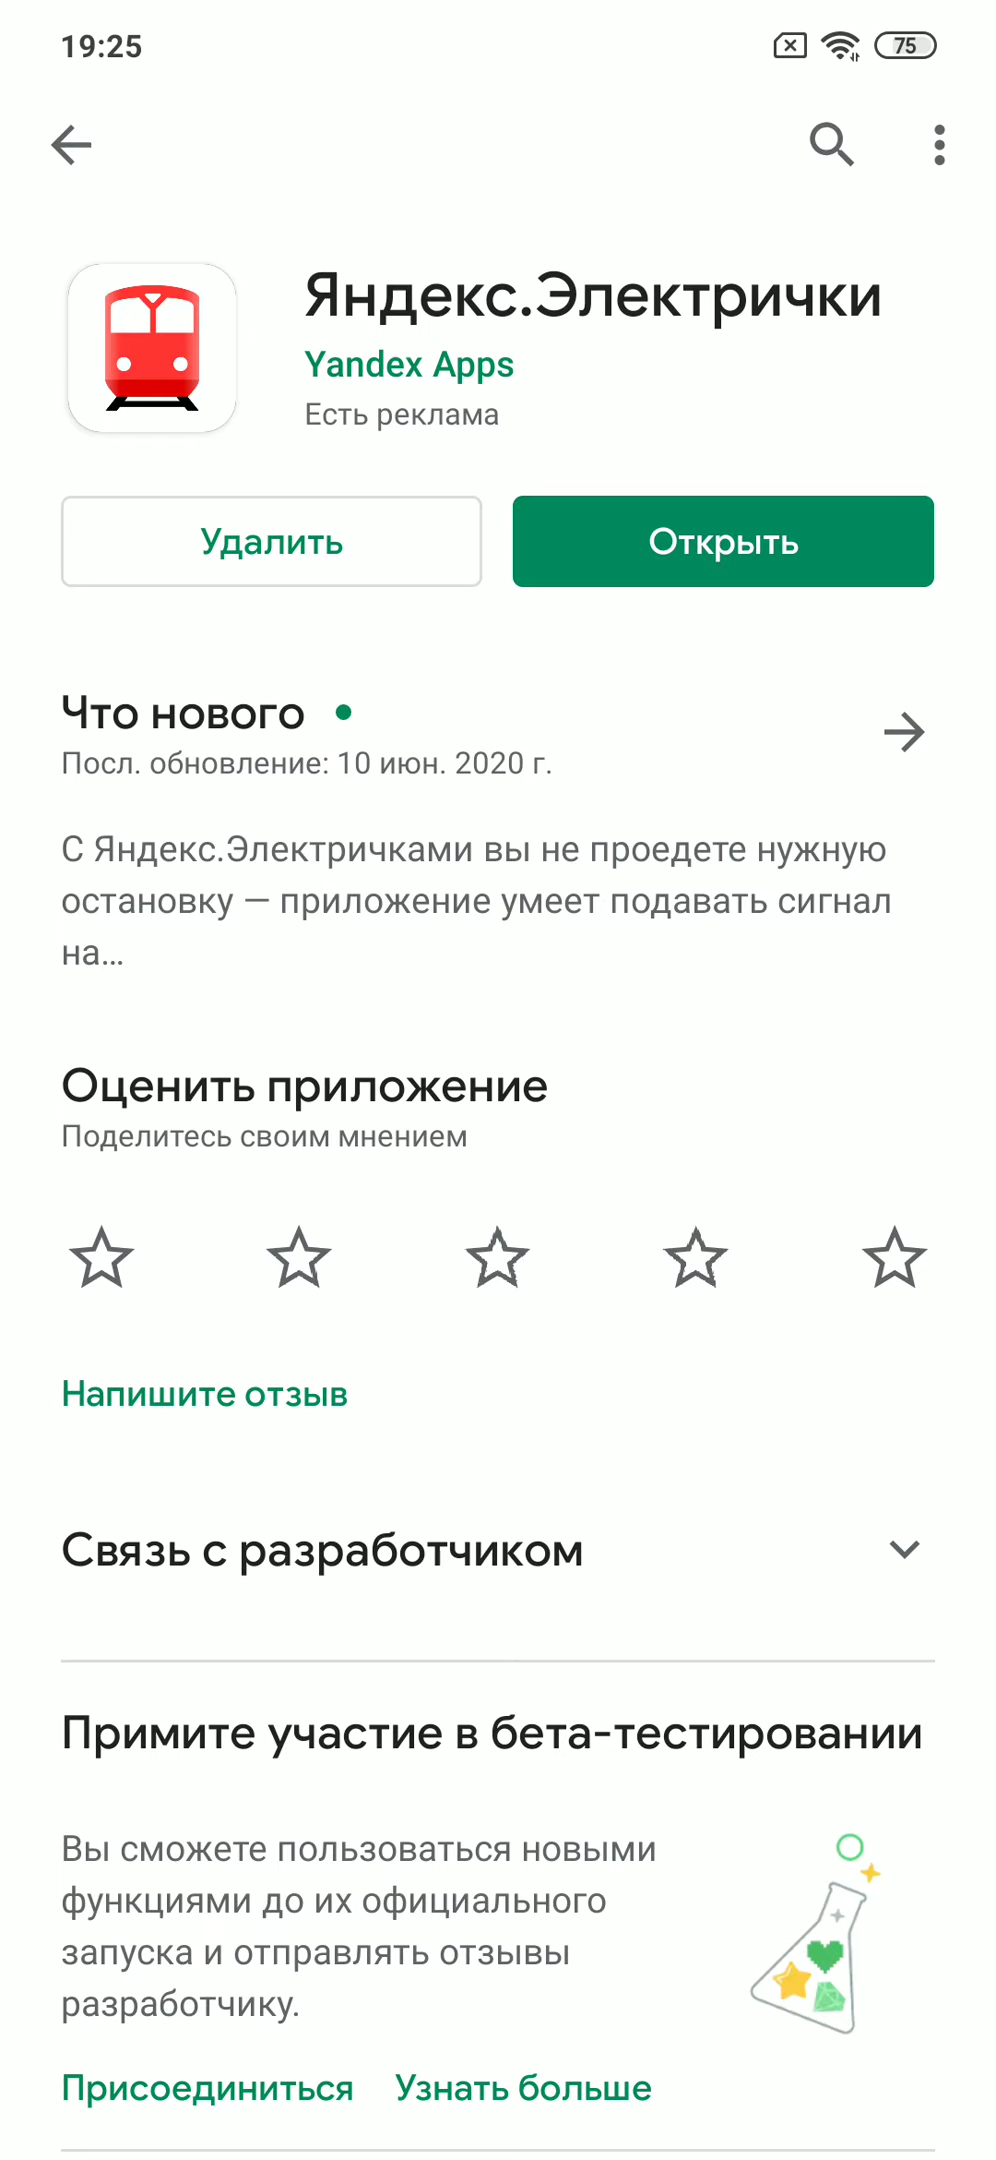 19:25
75
Яндекс.Электрички
Yandex Apps
Есть реклама
Удалить
Открыть
Что нового
Посл. обновление: 10 июн. 2020 г.
С Яндекс.Электричками вы не проедете нужную
остановку — приложение умеет подавать сигнал
на...
Оценить приложение
Поделитесь своим мнением
Напишите отзыв
Связь с разработчиком
Примите участие в бета-тестировании
Вы сможете пользоваться новыми
функциями до их официального
запуска и отправлять отзывы
разработчику.
Присоединиться Узнать больше